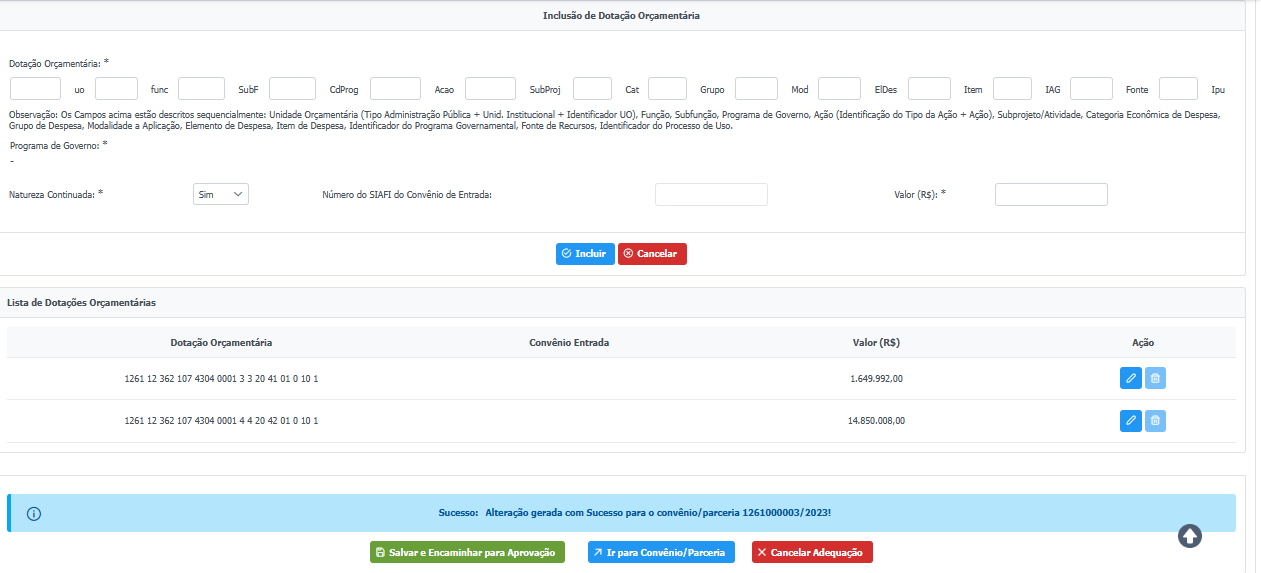 Inclusão de Dotação Orçamentária
Dotação Orçamentária: *
uo func SubF CdProg Acao SubProj Cat Grupo Mod ElDes Item IAG Fonte Ipu
Observação: Os Campos acima estão descritos sequencialmente: Unidade Orçamentária (Tipo Administração Pública + Unid. Institucional + Identificador UO), Função, Subfunção, Programa de Governo, Ação (Identificação do Tipo da Ação + Ação), Subprojeto/Atividade, Categoria Econômica de Despesa,
Grupo de Despesa, Modalidade a Aplicação, Elemento de Despesa, Item de Despesa, Identificador do Programa Governamental, Fonte de Recursos, Identificador do Processo de Uso.
Programa de Governo: *
-
Natureza Continuada: * Sim Número do SIAFI do Convênio de Entrada: Valor (R$): *
Incluir Cancelar
Lista de Dotações Orçamentárias
Dotação Orçamentária Convênio Entrada Valor (R$) Ação
1261 12 362 107 4304 0001 3 3 20 41 01 0 10 1 1.649.992,00
1261 12 362 107 4304 0001 4 4 20 42 01 0 10 1 14.850.008,00
Sucesso: Alteração gerada com Sucesso para o convênio/parceria 1261000003/2023!
Salvar e Encaminhar para Aprovação Ir para Convênio/Parceria Cancelar Adequação